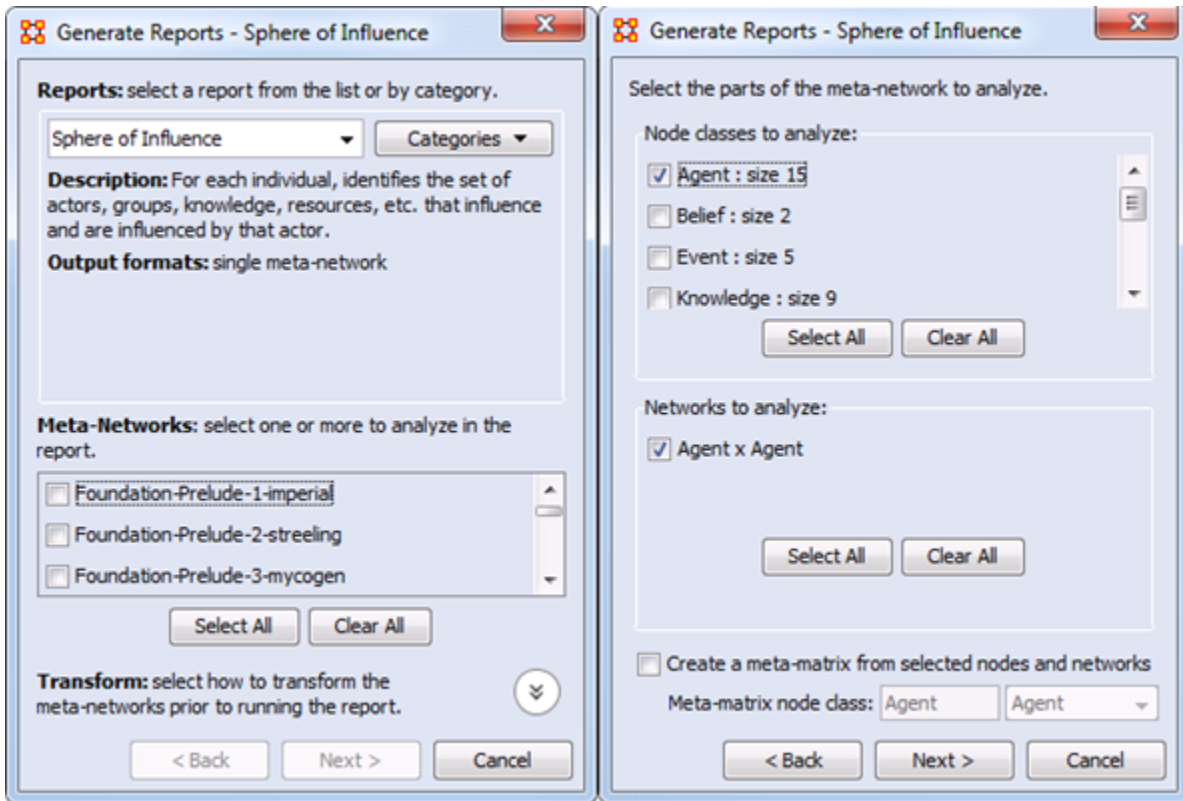 Generate Reports - Sphere of Influence
Reports: select a report from the list or by category.
Sphere of Influence
Categories
Description: For each individual, identifies the set of
actors, groups, knowledge, resources, etc. that influence
and are influenced by that actor.
Output formats: single meta-network
Meta-Networks: select one or more to analyze in the
report.
Foundation-Prelude-1-imperial
Foundation-Prelude-2-streeling
Foundation-Prelude-3-mycogen
Select All
Clear All
Transform: select how to transform the
meta-networks prior to running the report.
< Back
Next >
Cancel
Generate Reports - Sphere of Influence
Select the parts of the meta-network to analyze.
Node classes to analyze:
Agent : size 15
Belief : size 2
Event : size 5
Knowledge : size 9
Select All
Clear All
Networks to analyze:
Agent x Agent
Select All
Clear All
Create a meta-matrix from selected nodes and networks
Meta-matrix node class: Agent
Agent
< Back
Next >
Cancel